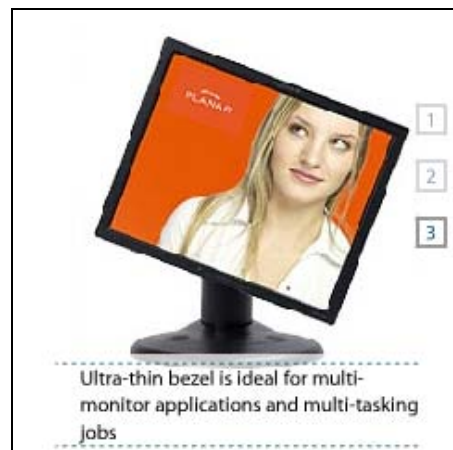 PLANAR
1
2
3
Ultra-thin bezel is ideal for multi-
monitor applications and multi-tasking
jobs